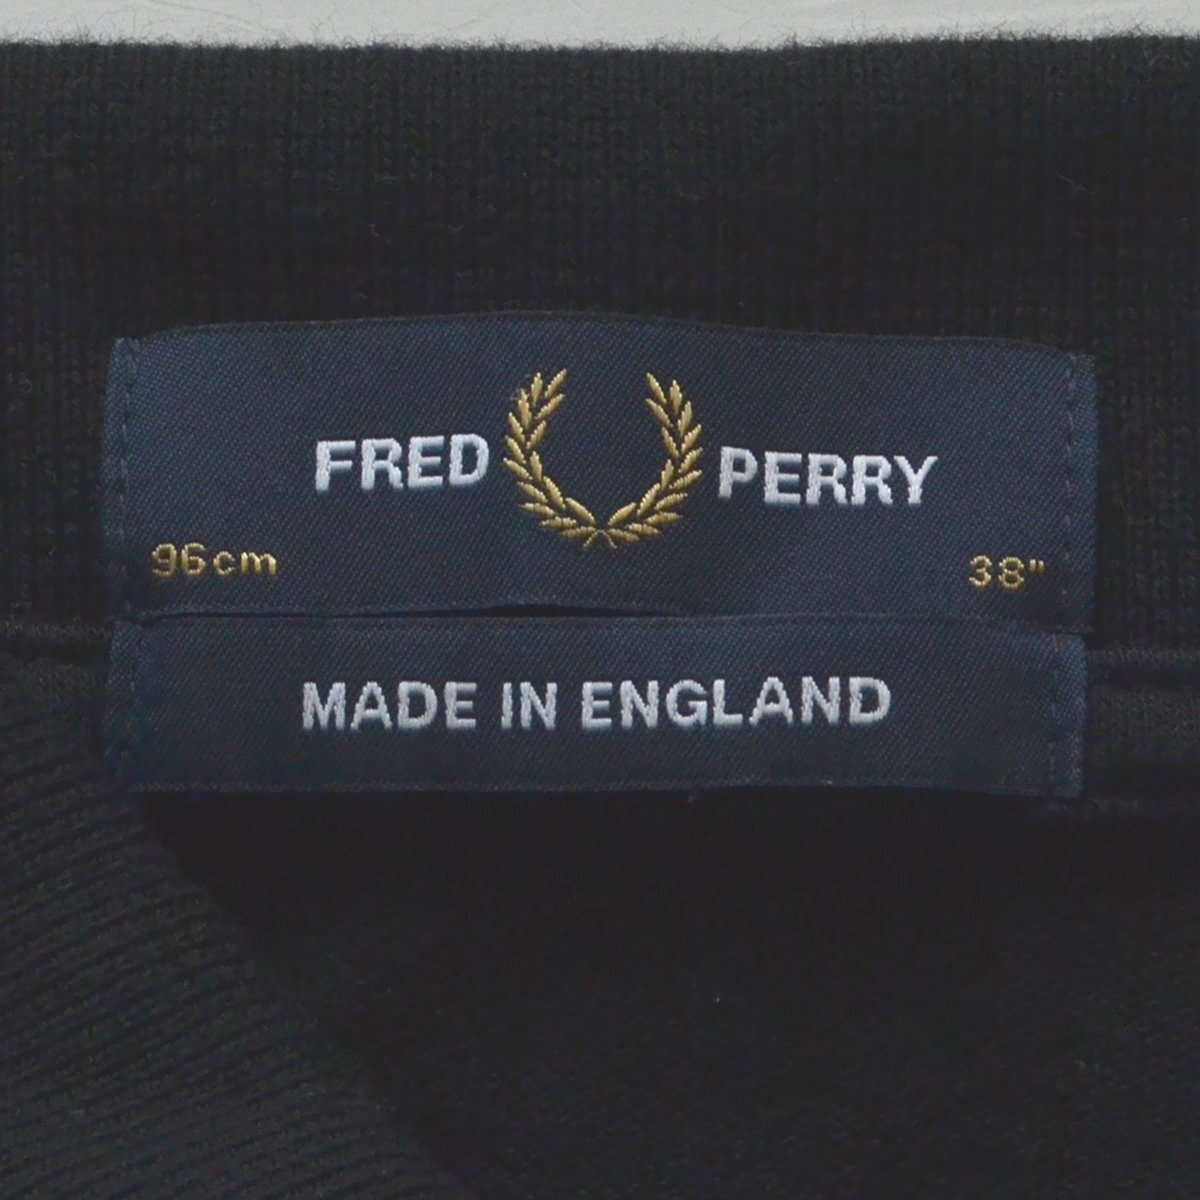 FRED PERRY
96cm 38"
MADE IN ENGLAND